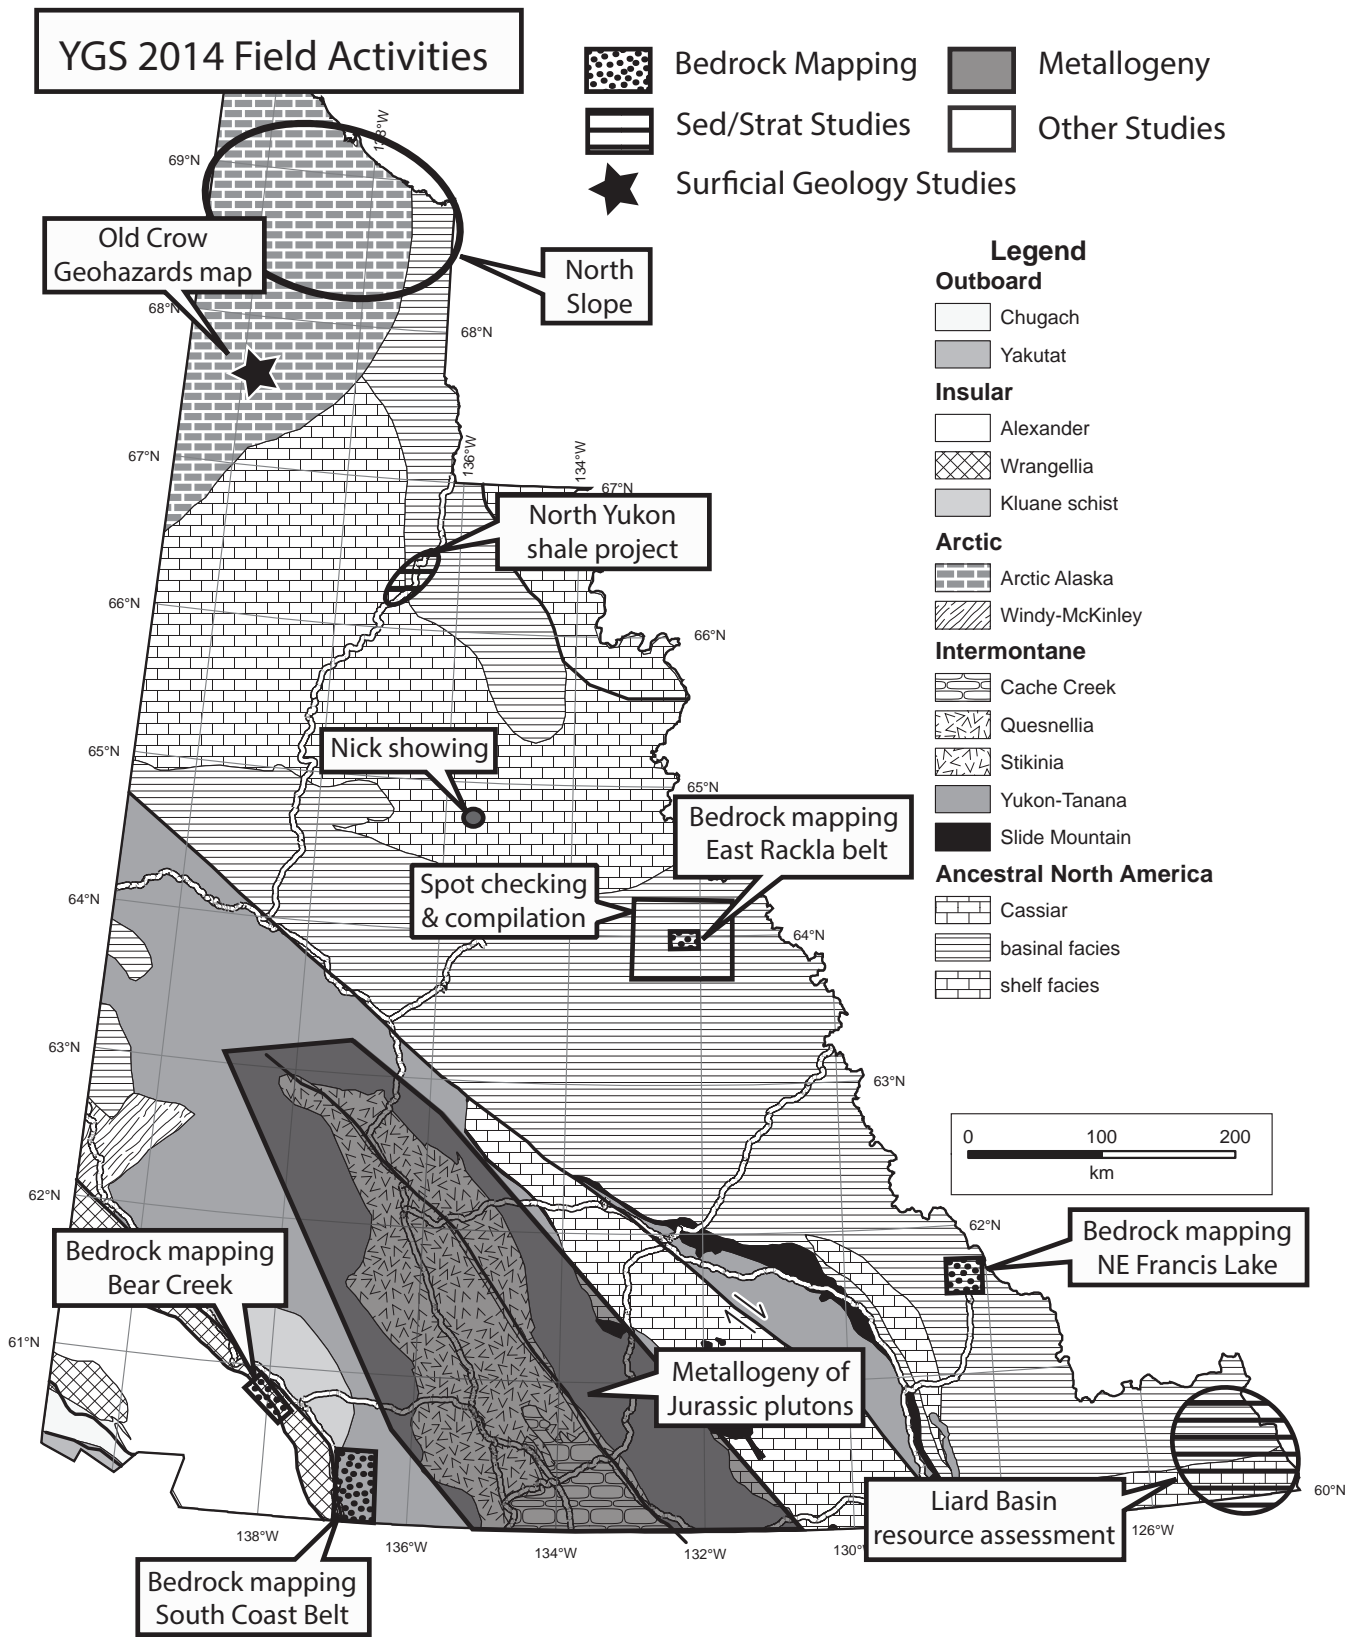 YGS 2014 Field Activities
Bedrock Mapping
Metallogeny
Sed/Strat Studies
Other Studies
Surficial Geology Studies
138°W
69°N
Old Crow
Geohazards map
North
Slope
68°N
68°N
Legend
Outboard
Chugach
Yakutat
Insular
Alexander
Wrangellia
Kluane schist
Arctic
Arctic Alaska
Windy-McKinley
Intermontane
Cache Creek
Quesnellia
Stikinia
Yukon-Tanana
Slide Mountain
Ancestral North America
Cassiar
basinal facies
shelf facies
67°N
136°W
134°W
67°N
North Yukon
shale project
66°N
66°N
65°N
Nick showing
65°N
Bedrock mapping
East Rackla belt
Spot checking
& compilation
64°N
64°N
63°N
63°N
0
100
200
km
62°N
62°N
Bedrock mapping
Bear Creek
Bedrock mapping
NE Francis Lake
61°N
Metallogeny of
Jurassic plutons
Liard Basin
resource assessment
60°N
138°W
136°W
134°W
132°W
130°
126°W
Bedrock mapping
South Coast Belt